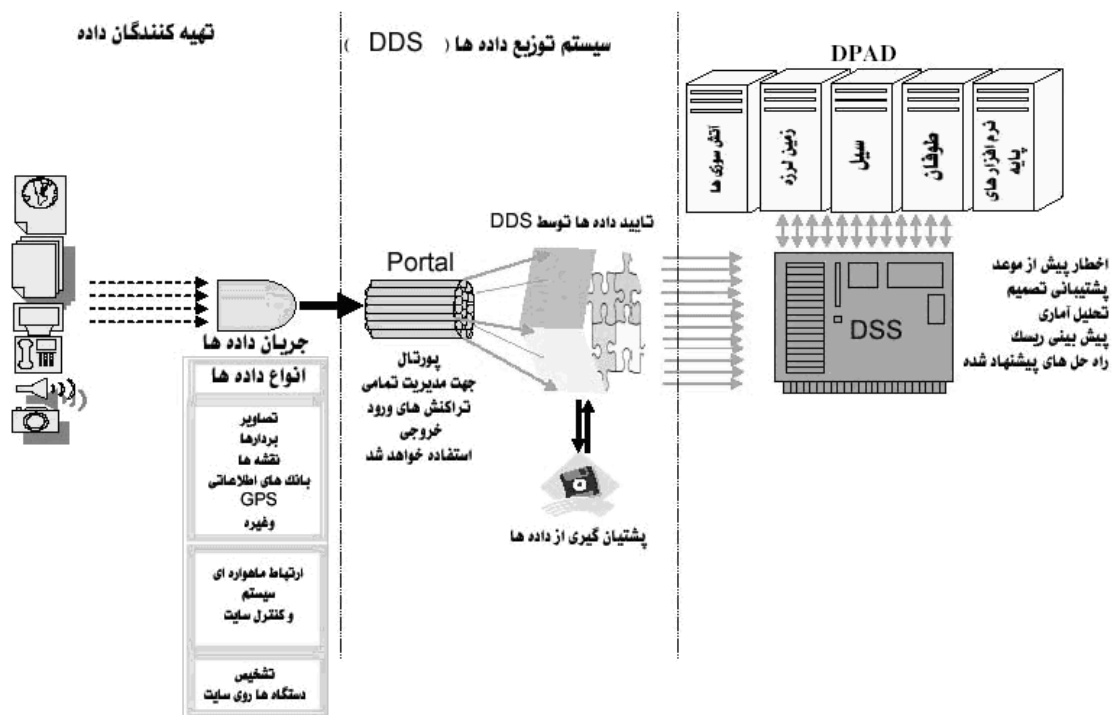 تهیه کنندگان داده
سیستم توزیع داده ها ( DDS )
DPAD
آتش سوزی ها
زمین لرزه
سیل
طوفان
نرم افزار های
پایه
تایید داده ها توسط DDS
Portal
اخطار پیش از موعد
پشتیبانی تصمیم
تحلیل آماری
پیش بینی ریسک
راه حل های پیشنهاد شده
DSS
جریان داده ها
انواع داده ها
تصاویر
بردارها
نقشه ها
بانک های اطلاعاتی
GPS
وغیره
ارتباط ماهواره ای
سیستم
و کنترل سایت
تشخیص
دستگاه ها روی سایت
پورتال
جهت مدیریت تمامی
تراکنش های ورود
خروجی
استفاده خواهد شد
پشتیان گیری از داده ها